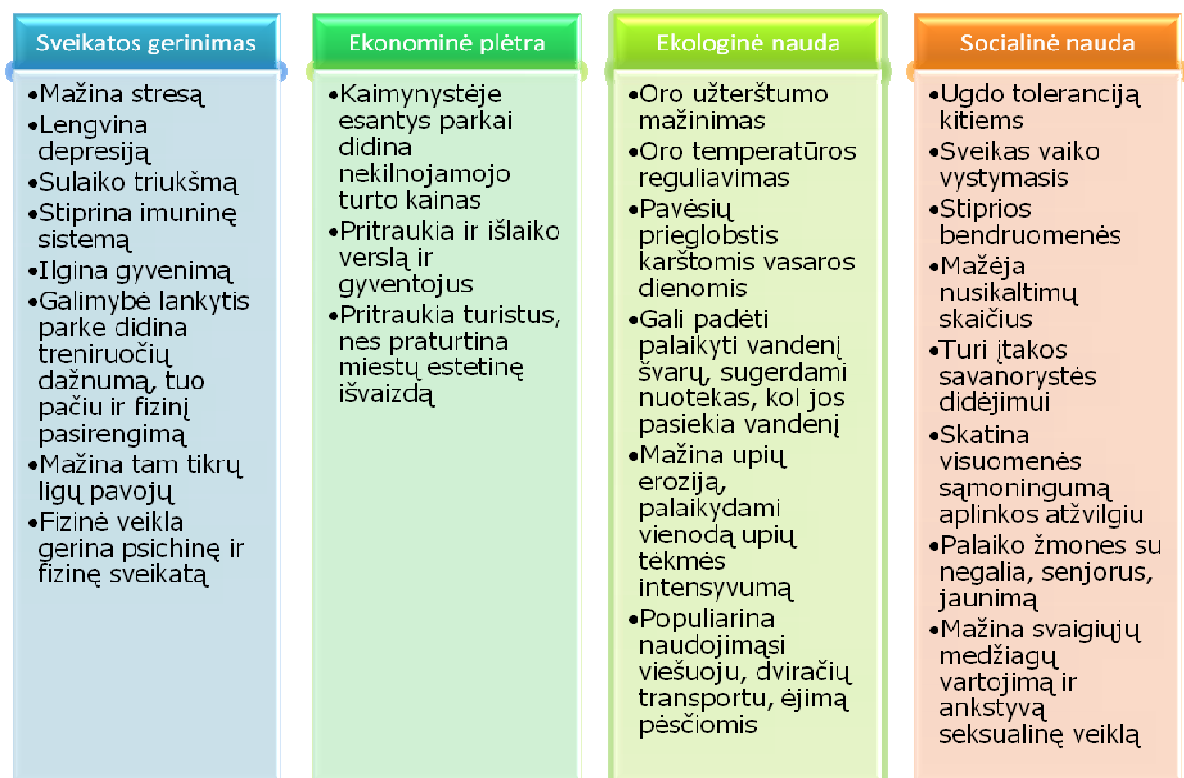 Sveikatos gerinimas
•Mažina stresą
•Lengvina
depresiją
•Sulaiko triukšmą
•Stiprina imuninę
sistemą
•Ilgina gyvenimą
•Galimybė lankytis
parke didina
treniruočių
dažnumą, tuo
pačiu ir fizinį
pasirengimą
•Mažina tam tikrų
ligų pavojų
•Fizinė veikla
gerina psichinę ir
fizinę sveikatą
Ekonominė plėtra
•Kaimynystėje
esantys parkai
didina
nekilnojamojo
turto kainas
•Pritraukia ir išlaiko
verslą ir
gyventojus
•Pritraukia turistus,
nes praturtina
miestų estetinę
išvaizdą
Ekologinė nauda
•Oro užterštumo
mažinimas
•Oro temperatūros
reguliavimas
•Pavėsių
prieglobstis
karštomis vasaros
dienomis
•Gali padėti
palaikyti vandenį
švarų, sugerdami
nuotekas, kol jos
pasiekia vandenį
•Mažina upių
eroziją,
palaikydami
vienodą upių
tėkmės
intensyvumą
•Populiarina
naudojimąsi
viešuoju, dviračių
transportu, ėjimą
pėsčiomis
Socialinė nauda
•Ugdo toleranciją
kitiems
•Sveikas vaiko
vystymasis
•Stiprios
bendruomenės
•Mažėja
nusikaltimų
skaičius
•Turi įtakos
savanorystės
didėjimui
•Skatina
visuomenės
sąmoningumą
aplinkos atžvilgiu
•Palaiko žmones su
negalia, senjorus,
jaunimą
•Mažina svaigiųjų
medžiagų
vartojimą ir
ankstyvą
seksualinę veiklą